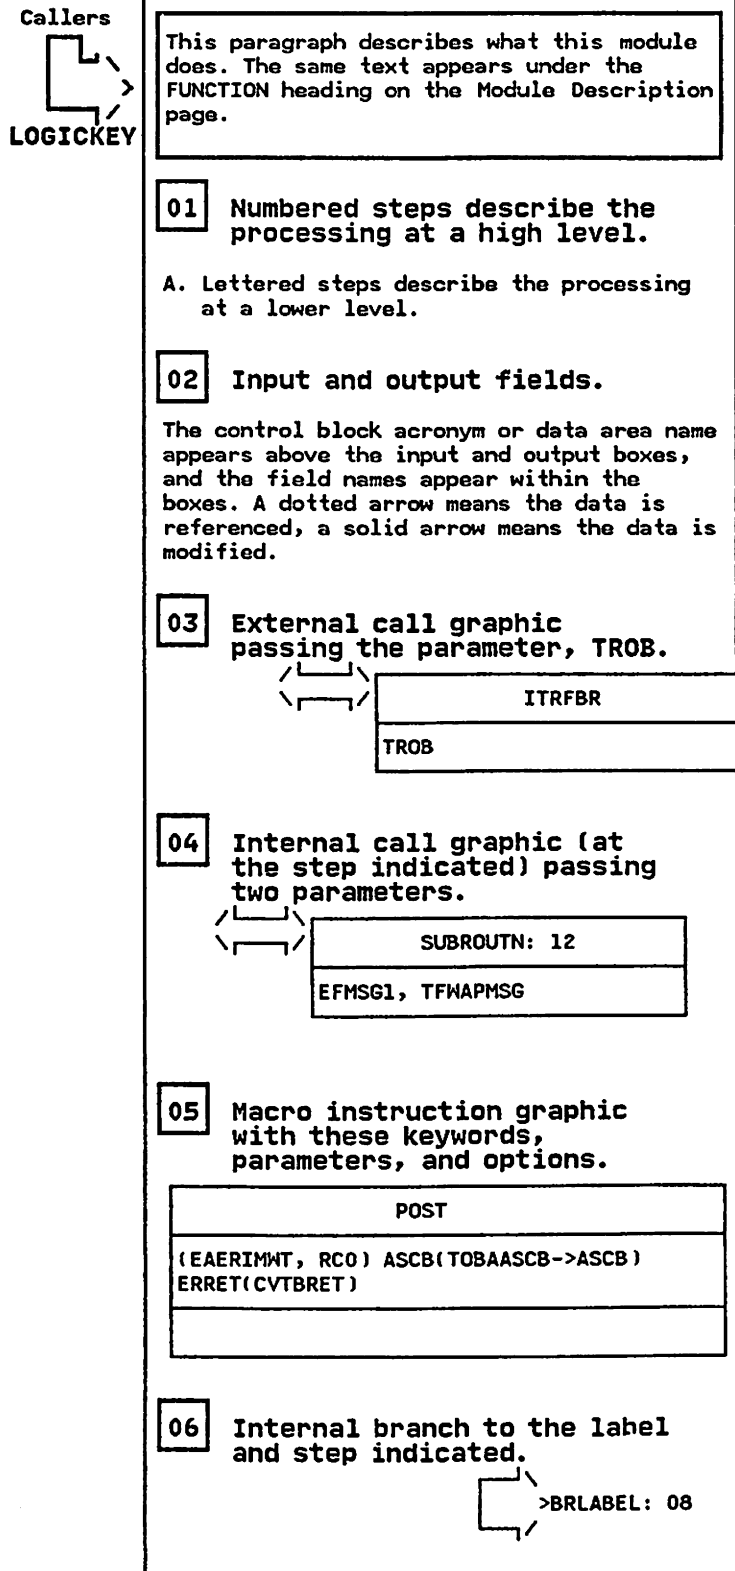 Callers
LOGICKEY
This paragraph describes what this module
does. The same text appears under the
FUNCTION heading on the Module Description
page.
01 Numbered steps describe the
processing at a high level.
A. Lettered steps describe the processing
at a lower level.
02 Input and output fields.
The control block acronym or data area name
appears above the input and output boxes,
and the field names appear within the
boxes. A dotted arrow means the data is
referenced, a solid arrow means the data is
modified.
03 External call graphic
passing the parameter, TROB.
ITRFBR
TROB
04 Internal call graphic (at
the step indicated) passing
two parameters.
SUBROUTN: 12
EFMSG1, TFWAPMSG
05 Macro instruction graphic
with these keywords,
parameters, and options.
POST
(EAERIMWT, RCO) ASCB(TOBAASCB->ASCB)
ERRET(CVTBRET)
06 Internal branch to the label
and step indicated.
>BRLABEL: 08